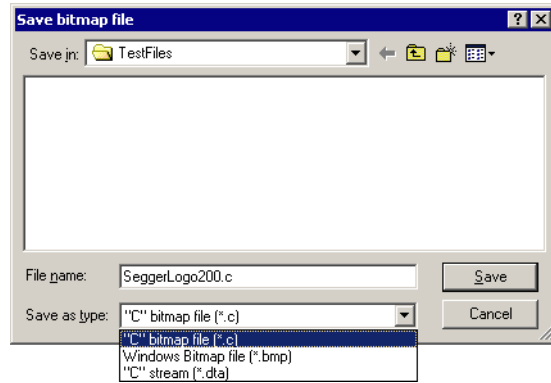 Save bitmap file
Save in: TestFiles
File name: SeggerLogo200.c Save
Save as type: "C" bitmap file (*.c) Cancel
"C" bitmap file (*.c)
Windows Bitmap file (*.bmp)
"C" stream (*.dta)